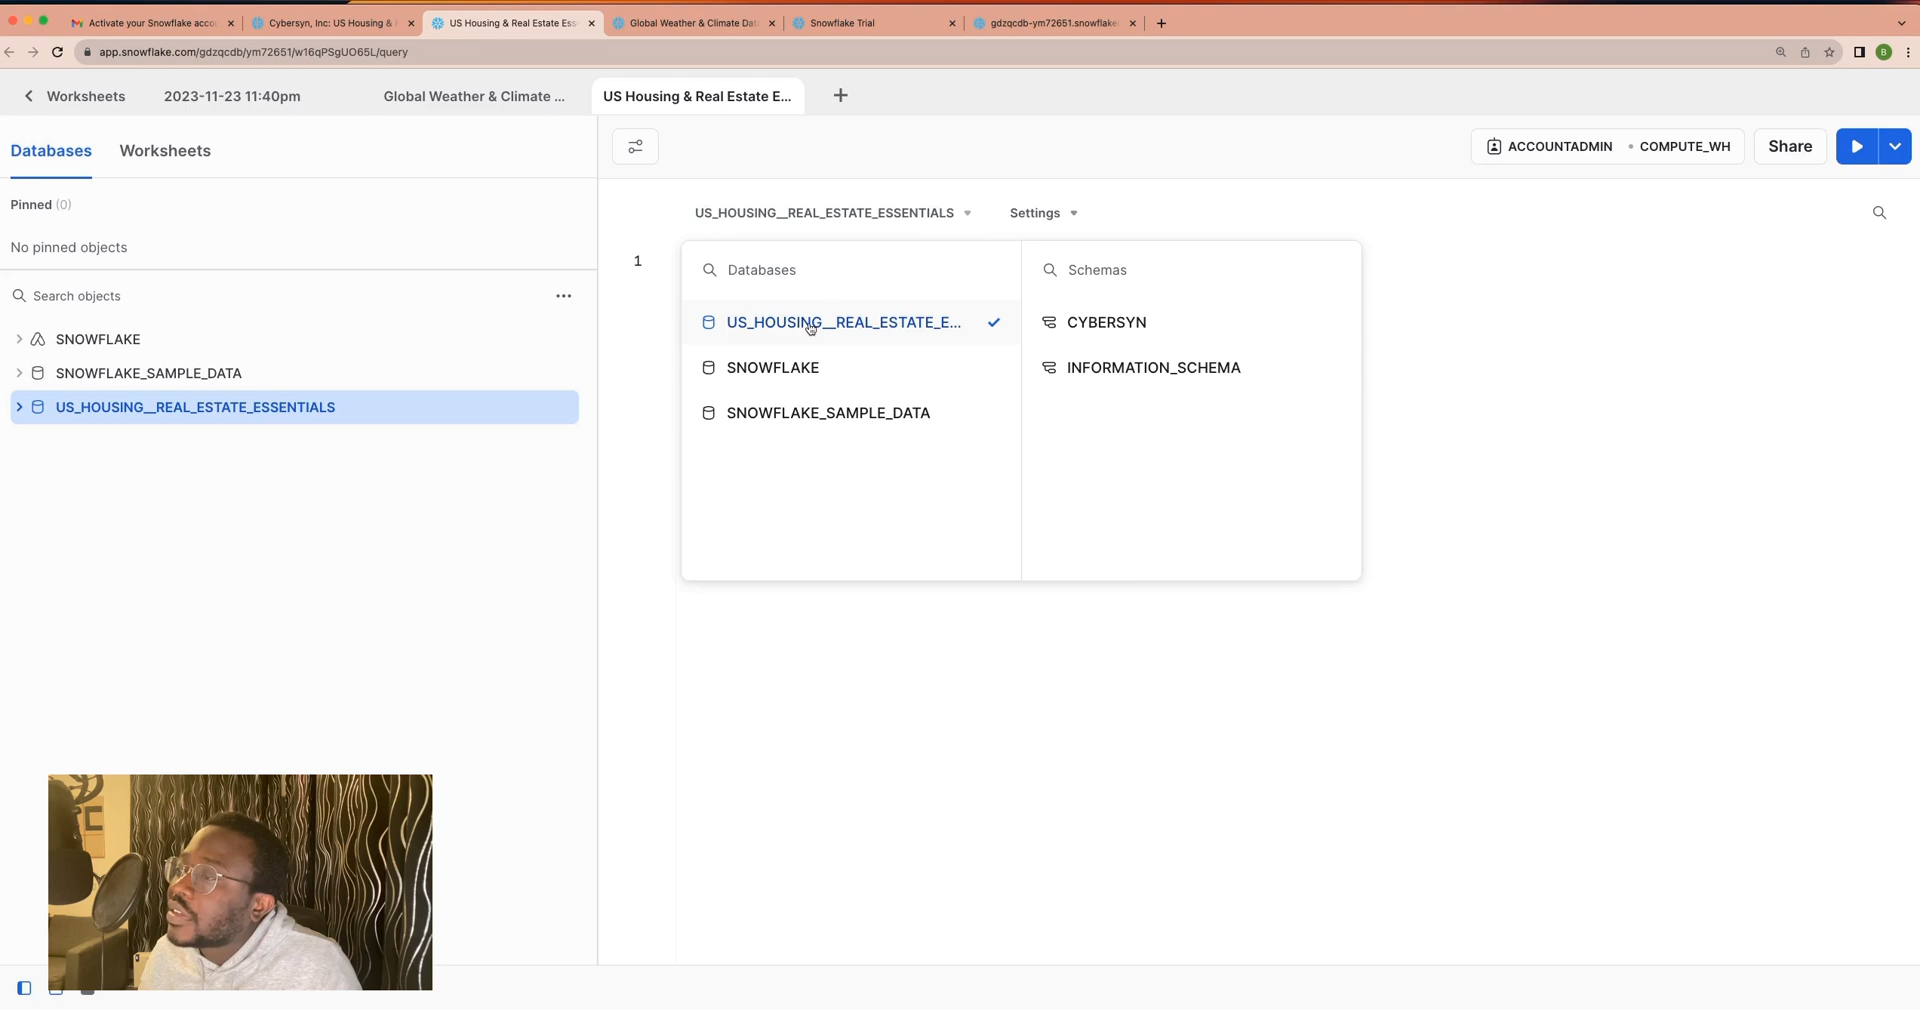 Activate your Snowflake accou
Cybersyn, Inc: US Housing &
US Housing & Real Estate Ess
Global Weather & Climate Dat
Snowflake Trial
gdzqcdb-ym72651.snowflake
app.snowflake.com/gdzqcdb/ym72651/w16qPSgUO65L/query
B
Worksheets
2023-11-23 11:40pm
Global Weather & Climate ...
US Housing & Real Estate E...
Databases
Worksheets
ACCOUNTADMIN
COMPUTE_WH
Share
Pinned (0)
No pinned objects
Search objects
SNOWFLAKE
SNOWFLAKE_SAMPLE_DATA
US_HOUSING__REAL_ESTATE_ESSENTIALS
US_HOUSING__REAL_ESTATE_ESSENTIALS
Settings
1
Databases
US_HOUSING__REAL_ESTATE_E...
SNOWFLAKE
SNOWFLAKE_SAMPLE_DATA
Schemas
CYBERSYN
INFORMATION_SCHEMA